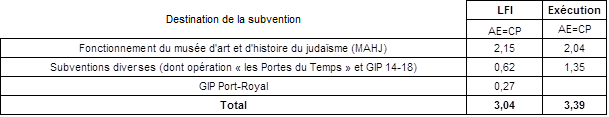 Destination de la subvention LFI Exécution
AE=CP AE=CP
Fonctionnement du musée d'art et d'histoire du judaïsme (MAHJ) 2,15 2,04
Subventions diverses (dont opération « les Portes du Temps » et GIP 14-18) 0,62 1,35
GIP Port-Royal 0,27
Total 3,04 3,39